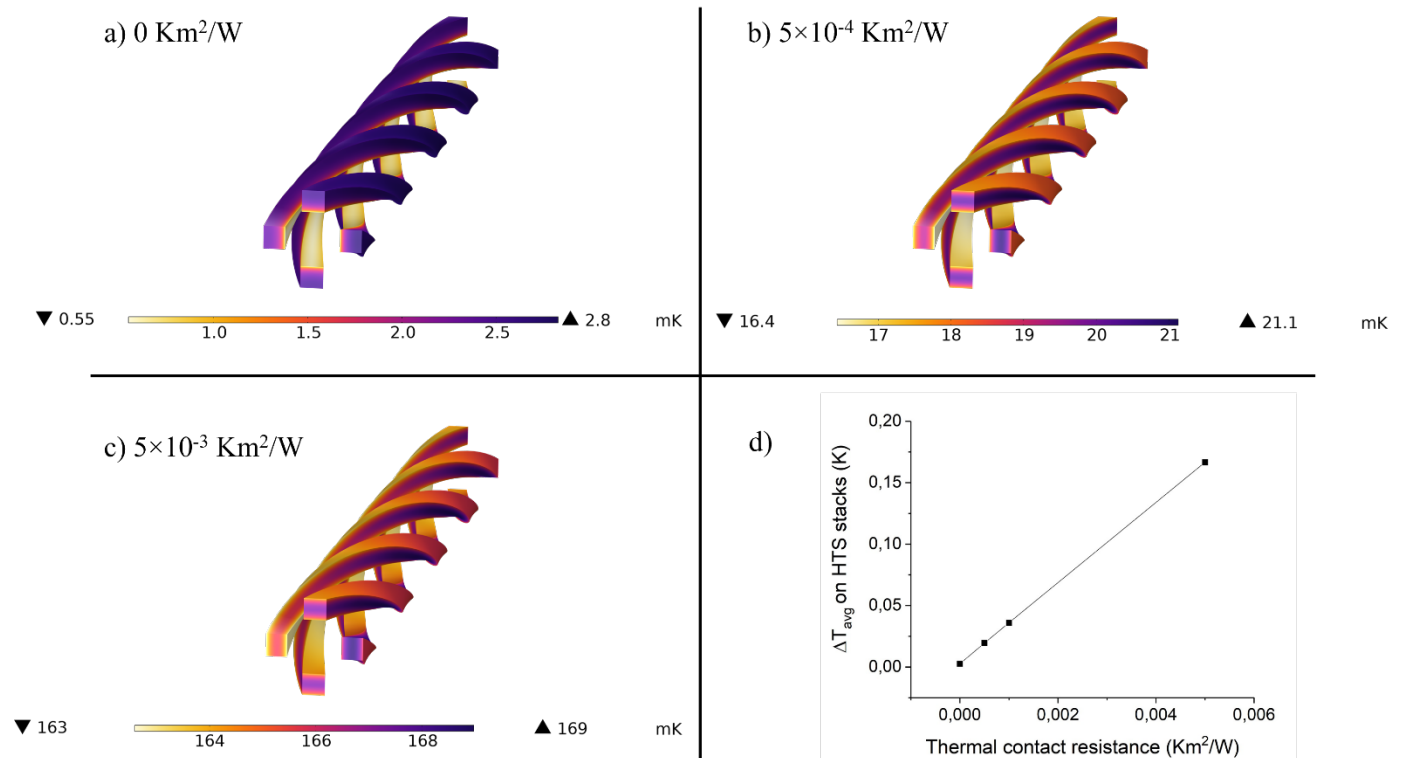 a) 0 Km²/W
▼ 0.55 1.0 1.5 2.0 2.5 ▲ 2.8 mK
b) 5×10⁻⁴ Km²/W
▼ 16.4 17 18 19 20 21 ▲ 21.1 mK
c) 5×10⁻³ Km²/W
▼ 163 164 166 168 ▲ 169 mK
d)
ΔT_avg on HTS stacks (K)
0,20
0,15
0,10
0,05
0,00
0,000 0,002 0,004 0,006
Thermal contact resistance (Km²/W)